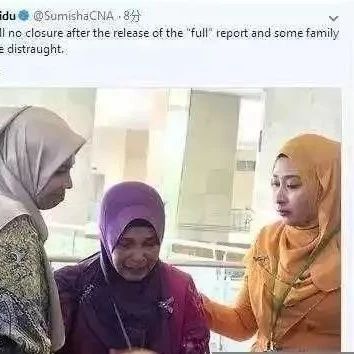 idu @SumishaCNA · 8分
ll no closure after the release of the "full" report and some family
e distraught.